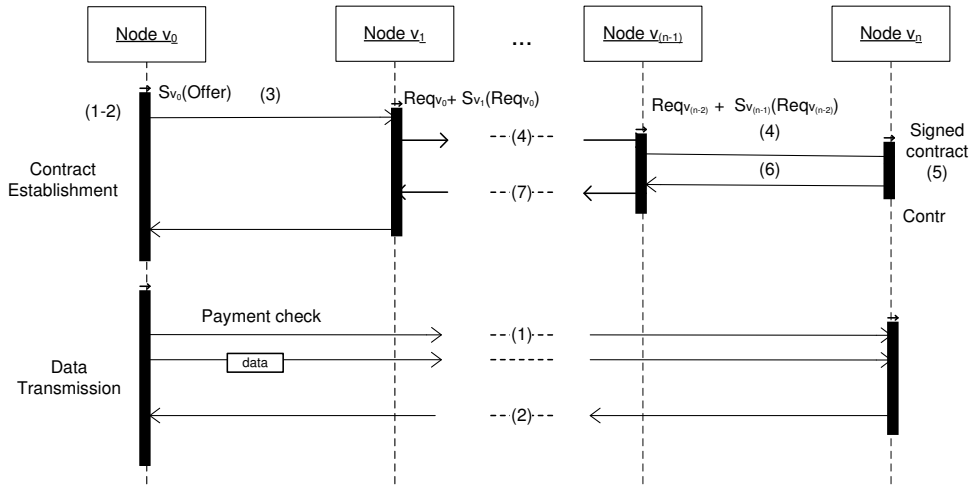 Node v0
Node v1
...
Node v(n-1)
Node vn
(1-2)
Sv0(Offer)
(3)
Reqv0+ Sv1(Reqv0)
(4)
Reqv(n-2) + Sv(n-1)(Reqv(n-2))
(4)
Signed
contract
(5)
Contract
Establishment
(7)
(6)
Contr
Payment check
(1)
data
Data
Transmission
(2)